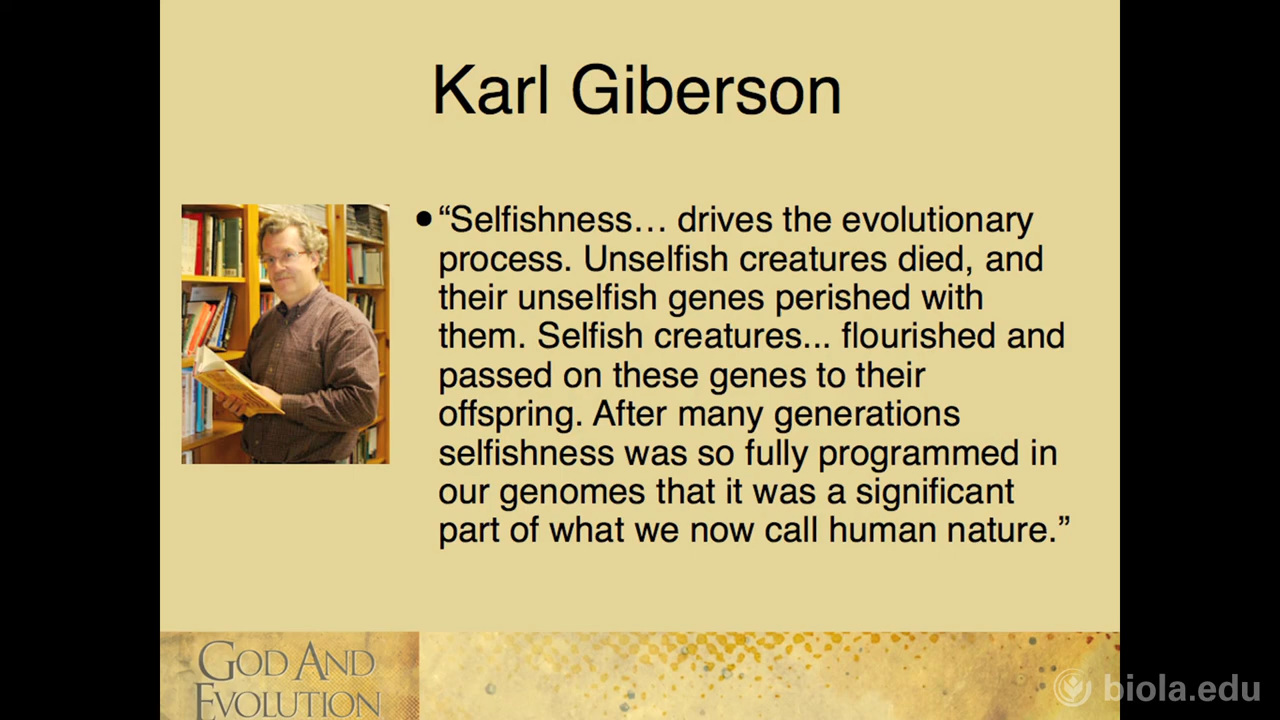 Karl Giberson
•“Selfishness… drives the evolutionary
process. Unselfish creatures died, and
their unselfish genes perished with
them. Selfish creatures... flourished and
passed on these genes to their
offspring. After many generations
selfishness was so fully programmed in
our genomes that it was a significant
part of what we now call human nature.”
GOD AND
EVOLUTION
biola.edu